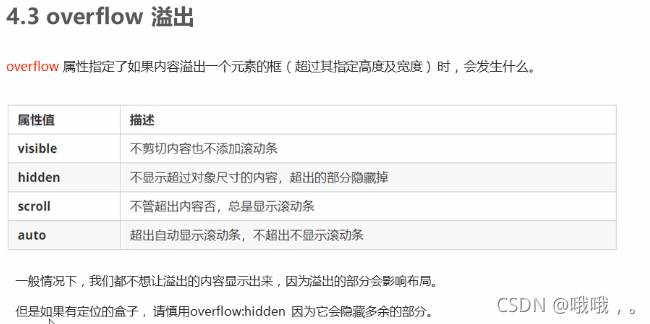 4.3 overflow 溢出
overflow 属性指定了如果内容溢出一个元素的框（超过其指定高度及宽度）时，会发生什么。
属性值 描述
visible 不剪切内容也不添加滚动条
hidden 不显示超过对象尺寸的内容，超出的部分隐藏掉
scroll 不管超出内容否，总是显示滚动条
auto 超出自动显示滚动条，不超出不显示滚动条
一般情况下，我们都不想让溢出的内容显示出来，因为溢出的部分会影响布局。
但是如果有定位的盒子，请慎用overflow:hidden 因为它会隐藏多余的部分。
CSDN @哦哦，。